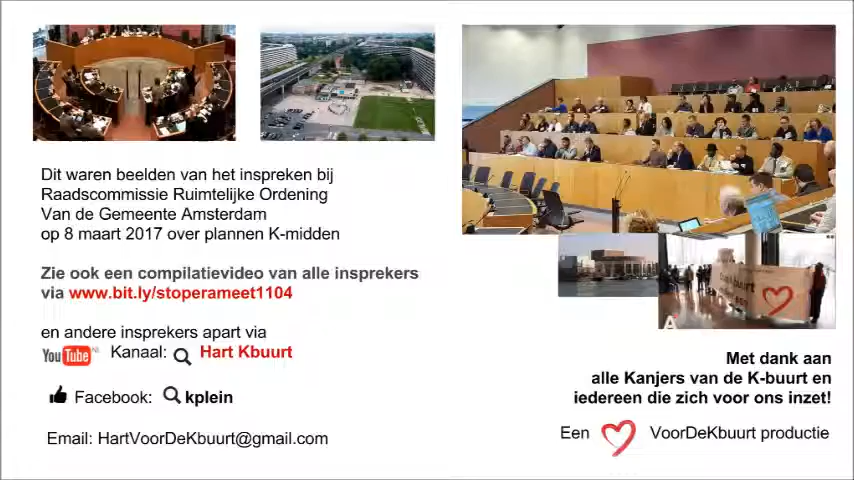 Dit waren beelden van het inspreken bij
Raadscommissie Ruimtelijke Ordening
Van de Gemeente Amsterdam
op 8 maart 2017 over plannen K-midden
Zie ook een compilatievideo van alle insprekers
via www.bit.ly/stoperameet1104
en andere insprekers apart via
YouTube NL Kanaal: Hart Kbuurt
Facebook: kplein
Email: HartVoorDeKbuurt@gmail.com
buurt
Met dank aan
alle Kanjers van de K-buurt en
iedereen die zich voor ons inzet!
Een VoorDeKbuurt productie